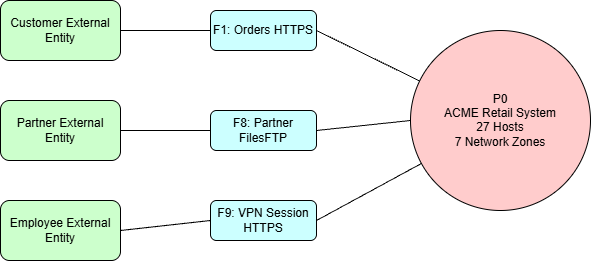 Customer External
Entity
F1: Orders HTTPS
P0
ACME Retail System
27 Hosts
7 Network Zones
Partner External
Entity
F8: Partner
FilesFTP
Employee External
Entity
F9: VPN Session
HTTPS